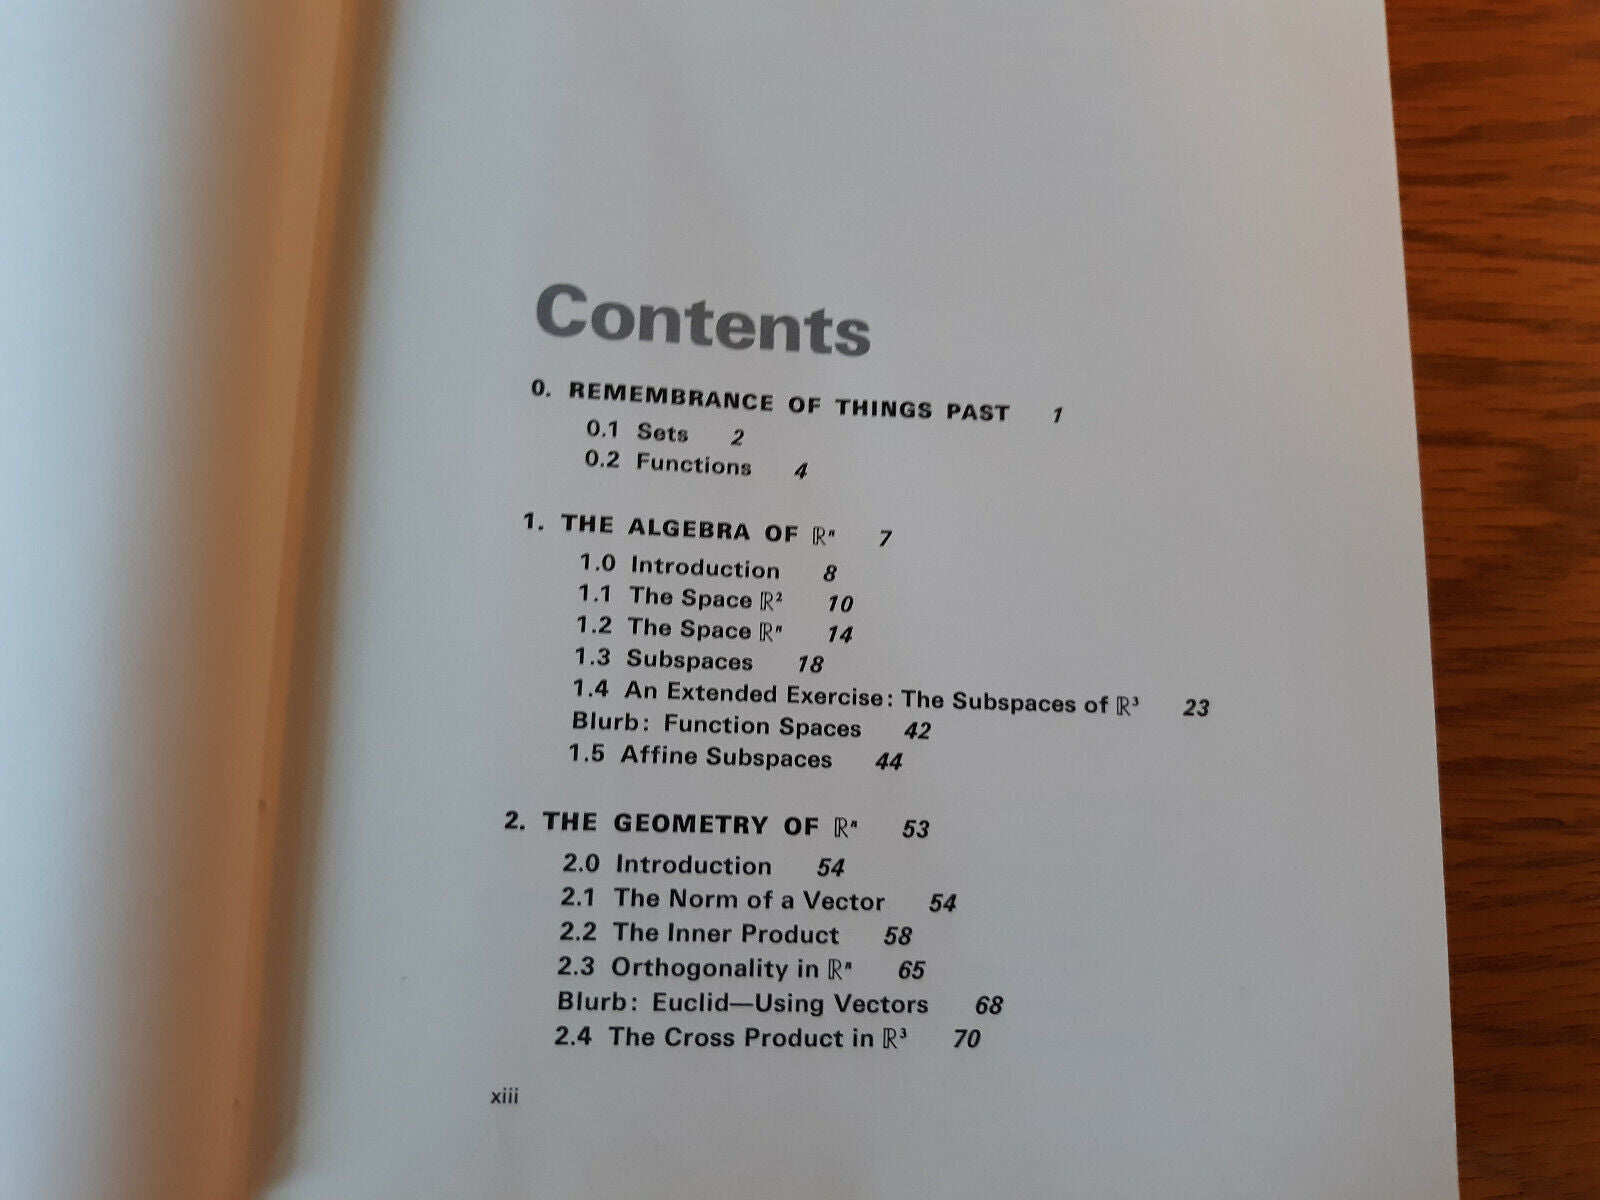 Contents
0. REMEMBRANCE OF THINGS PAST 1
0.1 Sets 2
0.2 Functions 4
1. THE ALGEBRA OF ℝⁿ 7
1.0 Introduction 8
1.1 The Space ℝ² 10
1.2 The Space ℝⁿ 14
1.3 Subspaces 18
1.4 An Extended Exercise: The Subspaces of ℝ³ 23
Blurb: Function Spaces 42
1.5 Affine Subspaces 44
2. THE GEOMETRY OF ℝⁿ 53
2.0 Introduction 54
2.1 The Norm of a Vector 54
2.2 The Inner Product 58
2.3 Orthogonality in ℝⁿ 65
Blurb: Euclid—Using Vectors 68
2.4 The Cross Product in ℝ³ 70
xiii